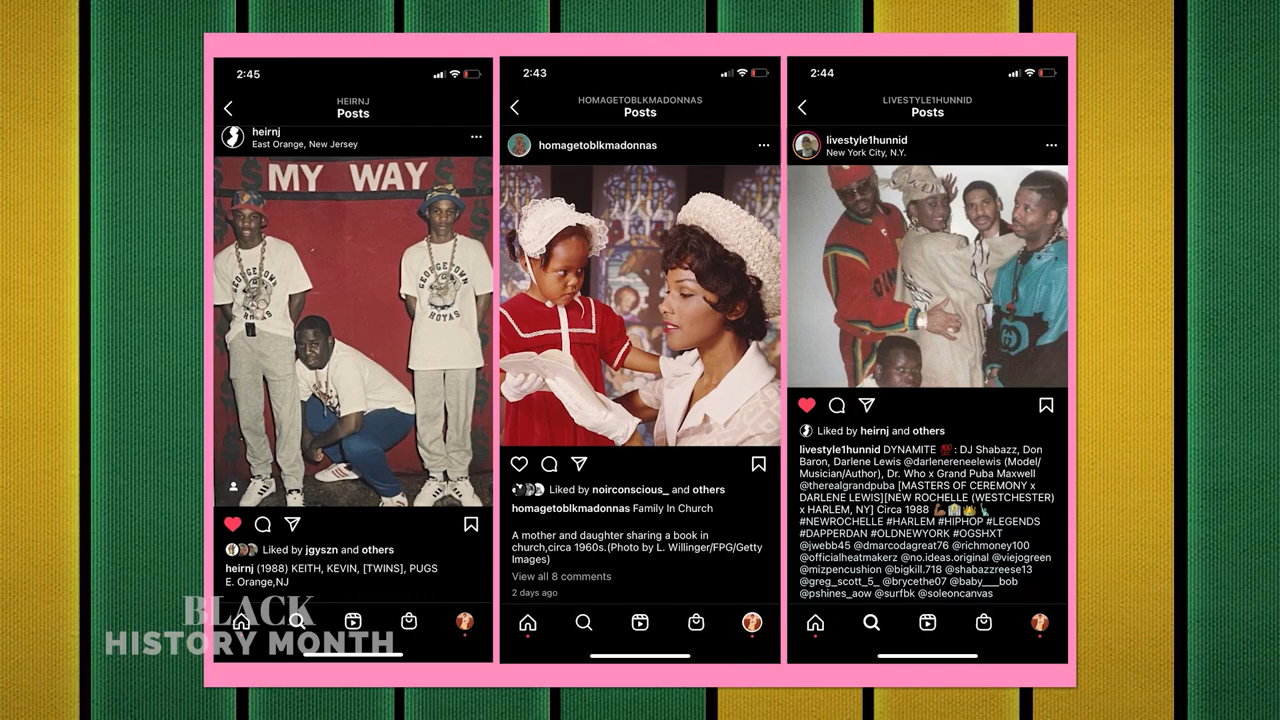 2:45
HEIRNJ
Posts
heirnj
East Orange, New Jersey
MY WAY
GEORGETOWN
HOYAS
GEORGETOWN
HOYAS
Liked by jgyszn and others
heirnj (1988) KEITH, KEVIN, [TWINS], PUGS
E. Orange,NJ
2:43
HOMAGETOBLKMADONNAS
Posts
homagetoblkmadonnas
Liked by noirconscious_ and others
homagetoblkmadonnas Family In Church
A mother and daughter sharing a book in
church,circa 1960s.(Photo by L. Willinger/FPG/Getty
Images)
View all 8 comments
2 days ago
2:44
LIVESTYLE1HUNNID
Posts
livestyle1hunnid
New York City, N.Y.
Liked by heirnj and others
livestyle1hunnid DYNAMITE 💯: DJ Shabazz, Don
Baron, Darlene Lewis @darlenereneelewis (Model/
Musician/Author), Dr. Who x Grand Puba Maxwell
@therealgrandpuba [MASTERS OF CEREMONY x
DARLENE LEWIS][NEW ROCHELLE (WESTCHESTER)
x HARLEM, NY] Circa 1988 💪🏾🏦👑🗽
#NEWROCHELLE #HARLEM #HIPHOP #LEGENDS
#DAPPERDAN #OLDNEWYORK #OGSHXT
@jwebb45 @dmarcodagreat76 @richmoney100
@officialheatmakerz @no.ideas.original @viejogreen
@mizpencushion @bigkill.718 @shabazzreese13
@greg_scott_5_ @brycethe07 @baby___bob
@pshines_aow @surfbk @soleoncanvas
BLACK
HISTORY MONTH